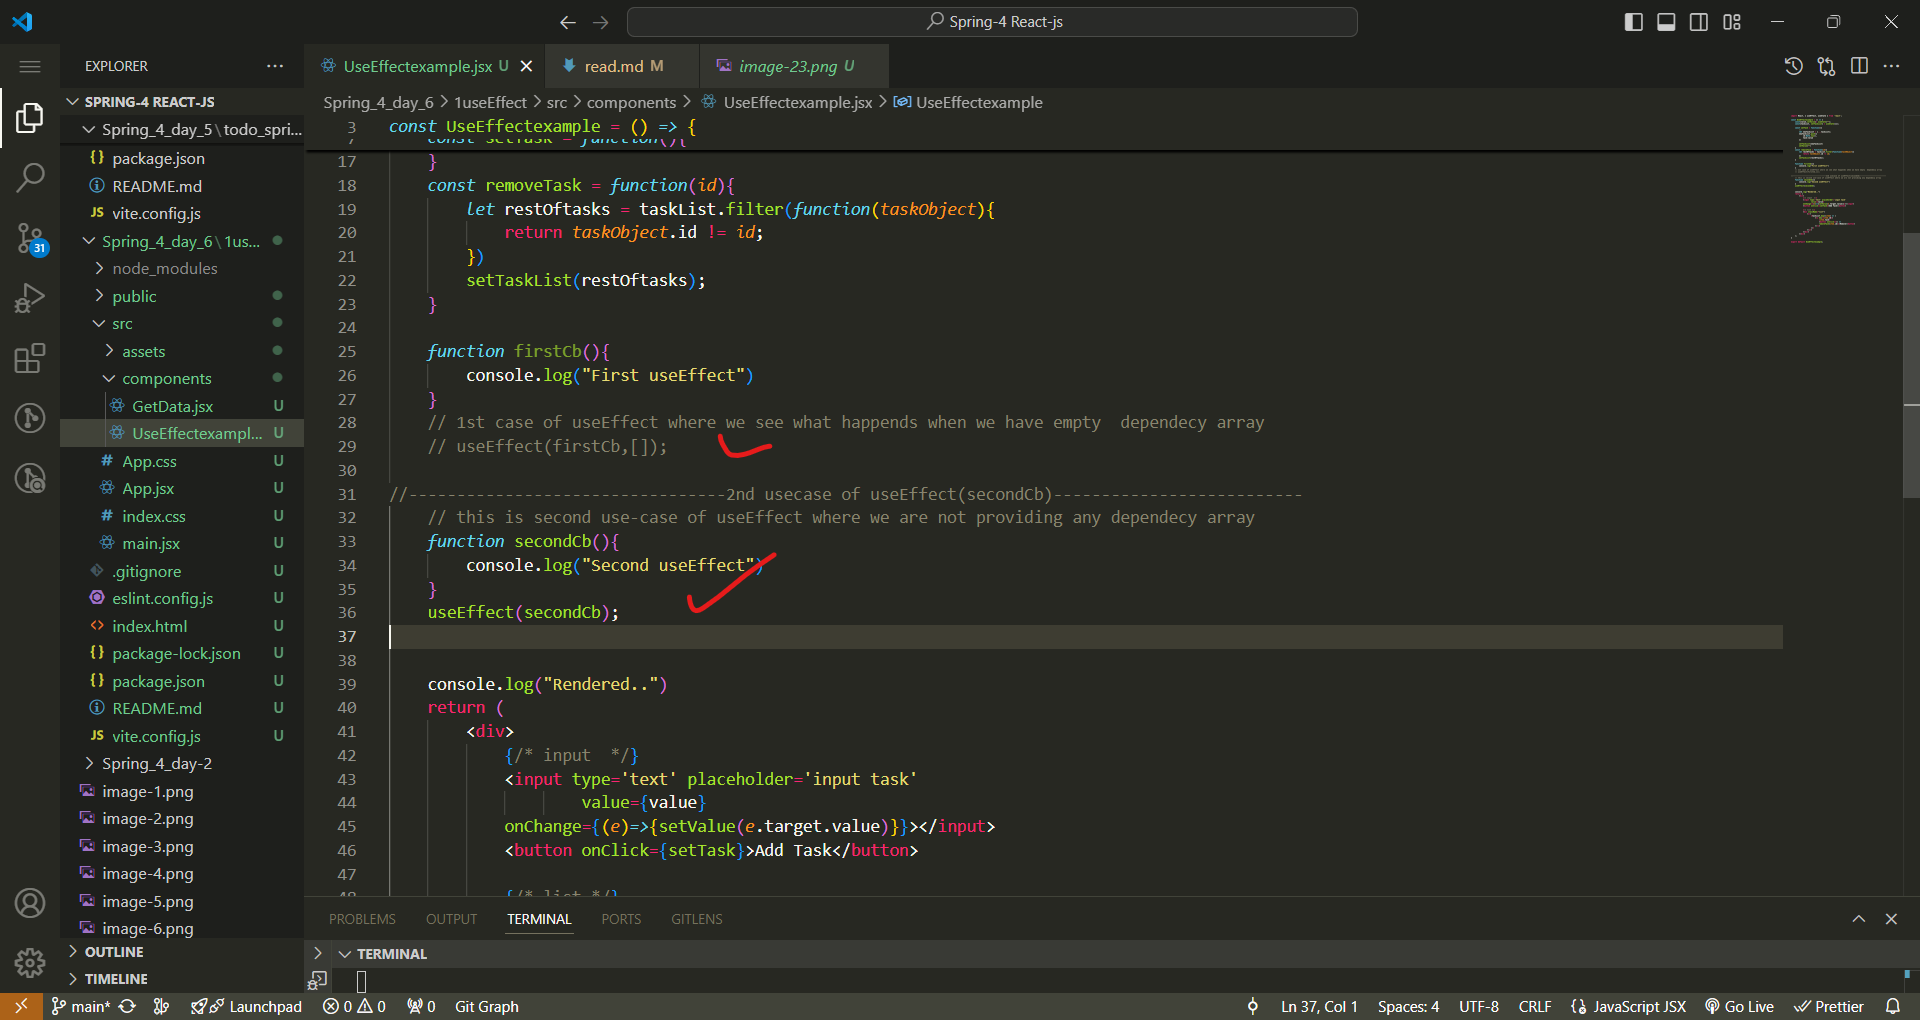 Spring-4 React-js
EXPLORER
SPRING-4 REACT-JS
Spring_4_day_5\todo_spri...
package.json
README.md
vite.config.js
Spring_4_day_6\1us...
node_modules
public
src
assets
components
GetData.jsx U
UseEffectexampl... U
App.css U
App.jsx U
index.css U
main.jsx U
.gitignore U
eslint.config.js U
index.html U
package-lock.json U
package.json U
README.md U
vite.config.js U
Spring_4_day-2
image-1.png
image-2.png
image-3.png
image-4.png
image-5.png
image-6.png
OUTLINE
TIMELINE
31
UseEffectexample.jsx U
read.md M
image-23.png U
Spring_4_day_6 > 1useEffect > src > components > UseEffectexample.jsx > UseEffectexample
3 const UseEffectexample = () => {
7 const setTask = function(){
17 }
18 const removeTask = function(id){
19 let restOftasks = taskList.filter(function(taskObject){
20 return taskObject.id != id;
21 })
22 setTaskList(restOftasks);
23 }
24
25 function firstCb(){
26 console.log("First useEffect")
27 }
28 // 1st case of useEffect where we see what happends when we have empty  dependecy array
29 // useEffect(firstCb,[]);
30
31 //---------------------------------2nd usecase of useEffect(secondCb)--------------------------
32 // this is second use-case of useEffect where we are not providing any dependecy array
33 function secondCb(){
34 console.log("Second useEffect")
35 }
36 useEffect(secondCb);
37
38
39 console.log("Rendered..")
40 return (
41 <div>
42 {/* input  */}
43 <input type='text' placeholder='input task'
44 value={value}
45 onChange={(e)=>{setValue(e.target.value)}}></input>
46 <button onClick={setTask}>Add Task</button>
47
48 {/* list */}
PROBLEMS OUTPUT TERMINAL PORTS GITLENS
TERMINAL
main* Launchpad 0 0 0 Git Graph Ln 37, Col 1 Spaces: 4 UTF-8 CRLF JavaScript JSX Go Live Prettier